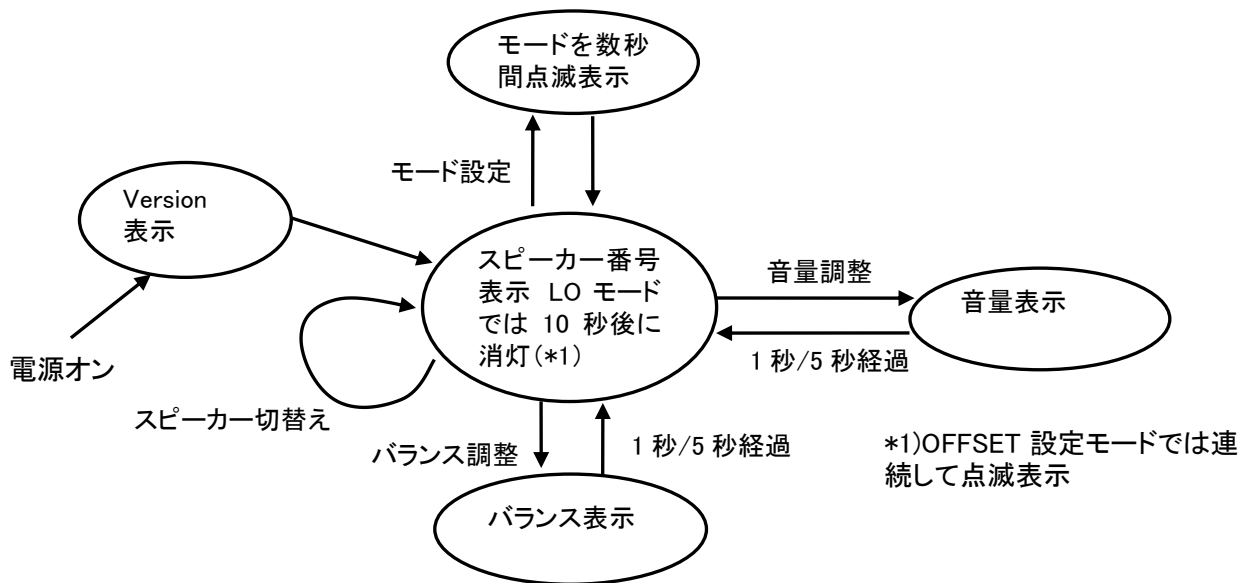 モードを数秒
間点滅表示
モード設定
Version
表示
スピーカー番号
表示 LO モード
では 10 秒後に
消灯(*1)
音量調整
音量表示
1 秒/5 秒経過
電源オン
スピーカー切替え
バランス調整
1 秒/5 秒経過
*1)OFFSET 設定モードでは連
続して点滅表示
バランス表示